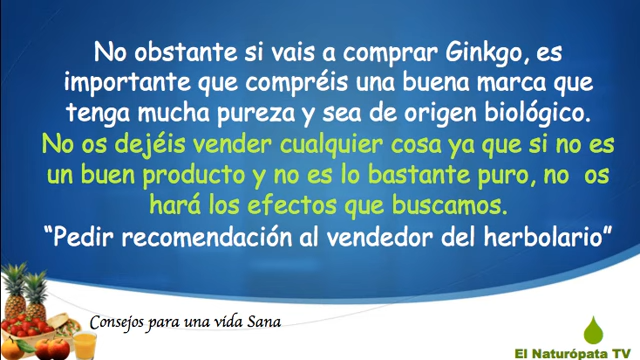 No obstante si vais a comprar Ginkgo, es
importante que compréis una buena marca que
tenga mucha pureza y sea de origen biológico.
No os dejéis vender cualquier cosa ya que si no es
un buen producto y no es lo bastante puro, no os
hará los efectos que buscamos.
“Pedir recomendación al vendedor del herbolario”
Consejos para una vida Sana
El Naturópata TV